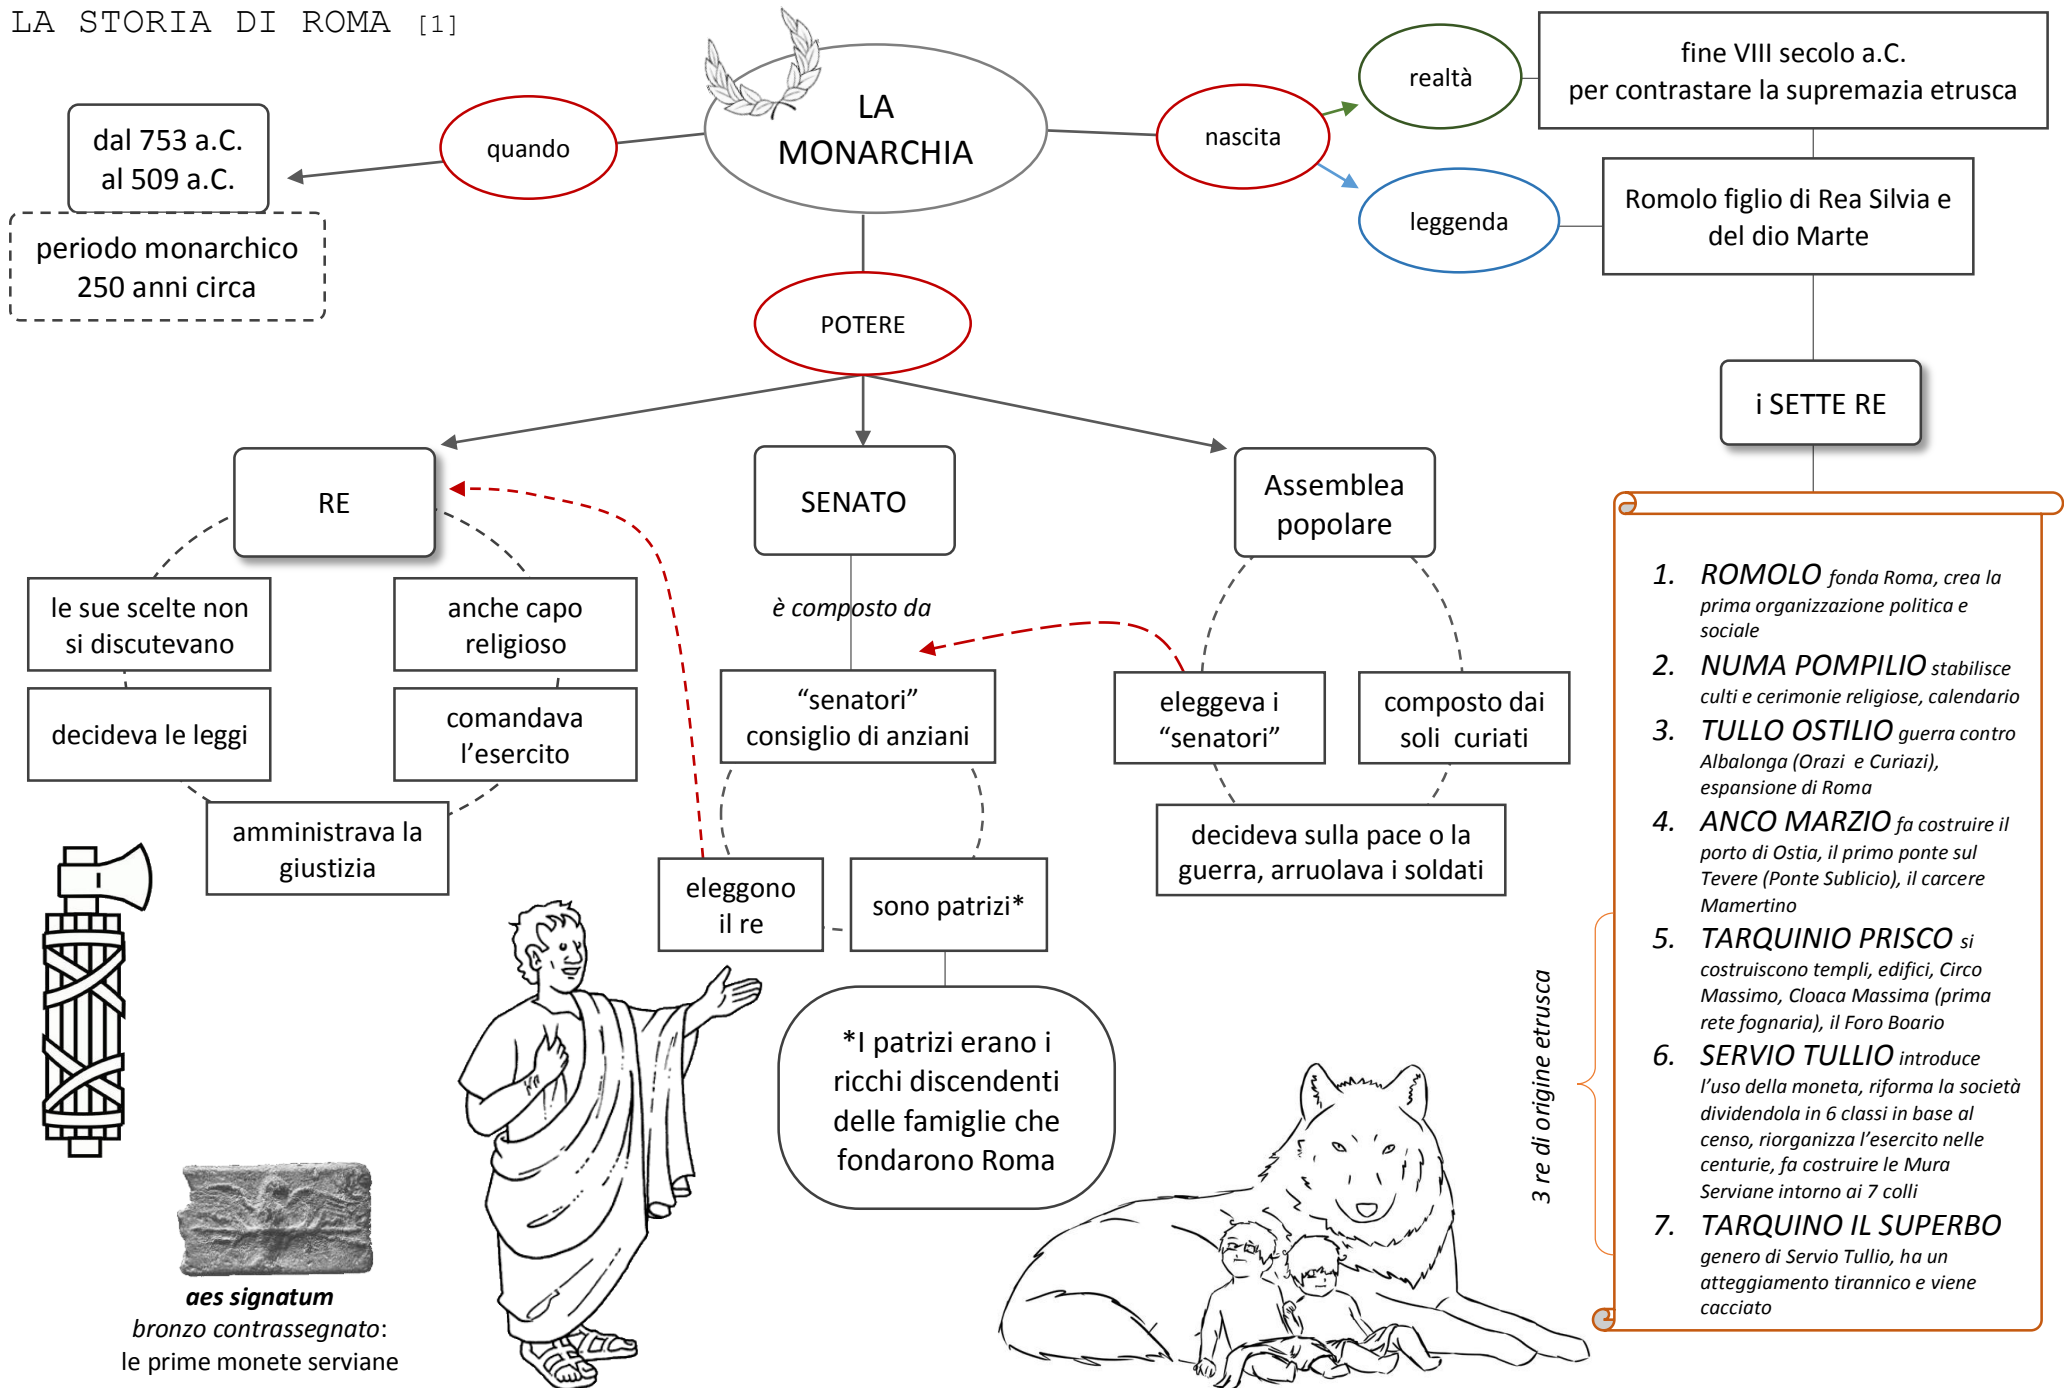 LA STORIA DI ROMA [1]
LA
MONARCHIA
quando
dal 753 a.C.
al 509 a.C.
periodo monarchico
250 anni circa
nascita
realtà
fine VIII secolo a.C.
per contrastare la supremazia etrusca
leggenda
Romolo figlio di Rea Silvia e
del dio Marte
POTERE
RE
le sue scelte non
si discutevano
anche capo
religioso
decideva le leggi
comandava
l’esercito
amministrava la
giustizia
SENATO
è composto da
“senatori”
consiglio di anziani
eleggono
il re
sono patrizi*
*I patrizi erano i
ricchi discendenti
delle famiglie che
fondarono Roma
Assemblea
popolare
eleggeva i
“senatori”
composto dai
soli curiati
decideva sulla pace o la
guerra, arruolava i soldati
i SETTE RE
1. ROMOLO fonda Roma, crea la
prima organizzazione politica e
sociale
2. NUMA POMPILIO stabilisce
culti e cerimonie religiose, calendario
3. TULLO OSTILIO guerra contro
Albalonga (Orazi e Curiazi),
espansione di Roma
4. ANCO MARZIO fa costruire il
porto di Ostia, il primo ponte sul
Tevere (Ponte Sublicio), il carcere
Mamertino
5. TARQUINIO PRISCO si
costruiscono templi, edifici, Circo
Massimo, Cloaca Massima (prima
rete fognaria), il Foro Boario
6. SERVIO TULLIO introduce
l’uso della moneta, riforma la società
dividendola in 6 classi in base al
censo, riorganizza l’esercito nelle
centurie, fa costruire le Mura
Serviane intorno ai 7 colli
7. TARQUINO IL SUPERBO
genero di Servio Tullio, ha un
atteggiamento tirannico e viene
cacciato
3 re di origine etrusca
aes signatum
bronzo contrassegnato:
le prime monete serviane